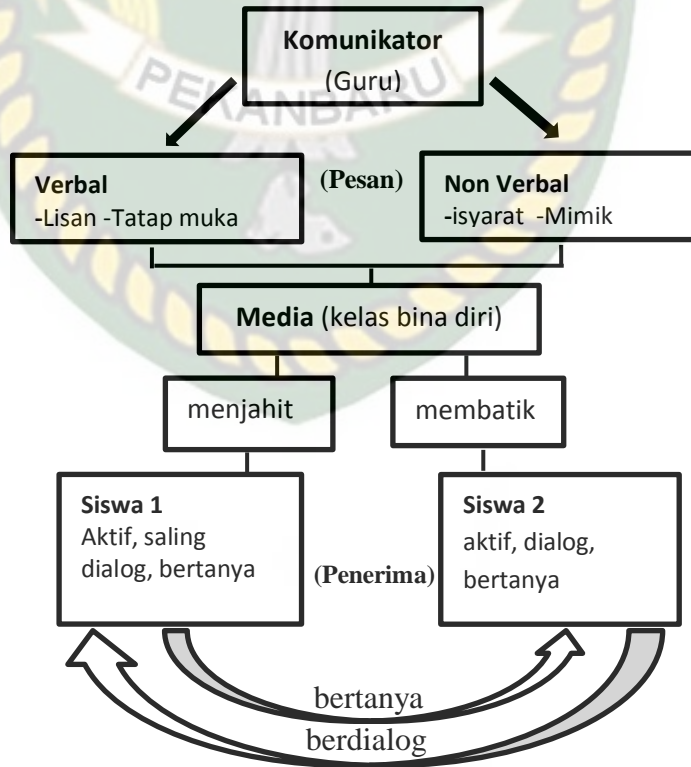 Komunikator
(Guru)
PEKANBARU
Verbal
-Lisan -Tatap muka
(Pesan)
Non Verbal
-isyarat -Mimik
Media (kelas bina diri)
menjahit
membatik
Siswa 1
Aktif, saling
dialog, bertanya
(Penerima)
Siswa 2
aktif, dialog,
bertanya
bertanya
berdialog